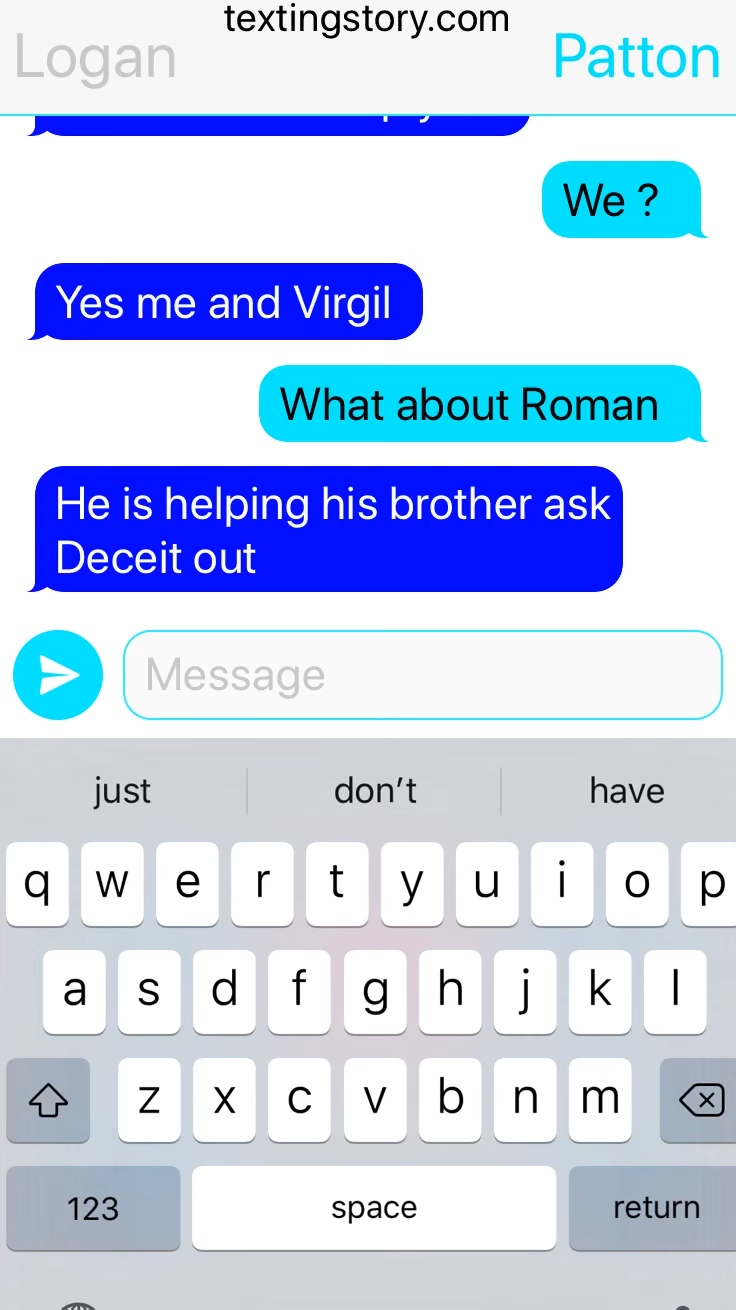 textingstory.com
Logan
Patton
We ?
Yes me and Virgil
What about Roman
He is helping his brother ask
Deceit out
Message
just don’t have
q w e r t y u i o p
a s d f g h j k l
z x c v b n m
123 space return